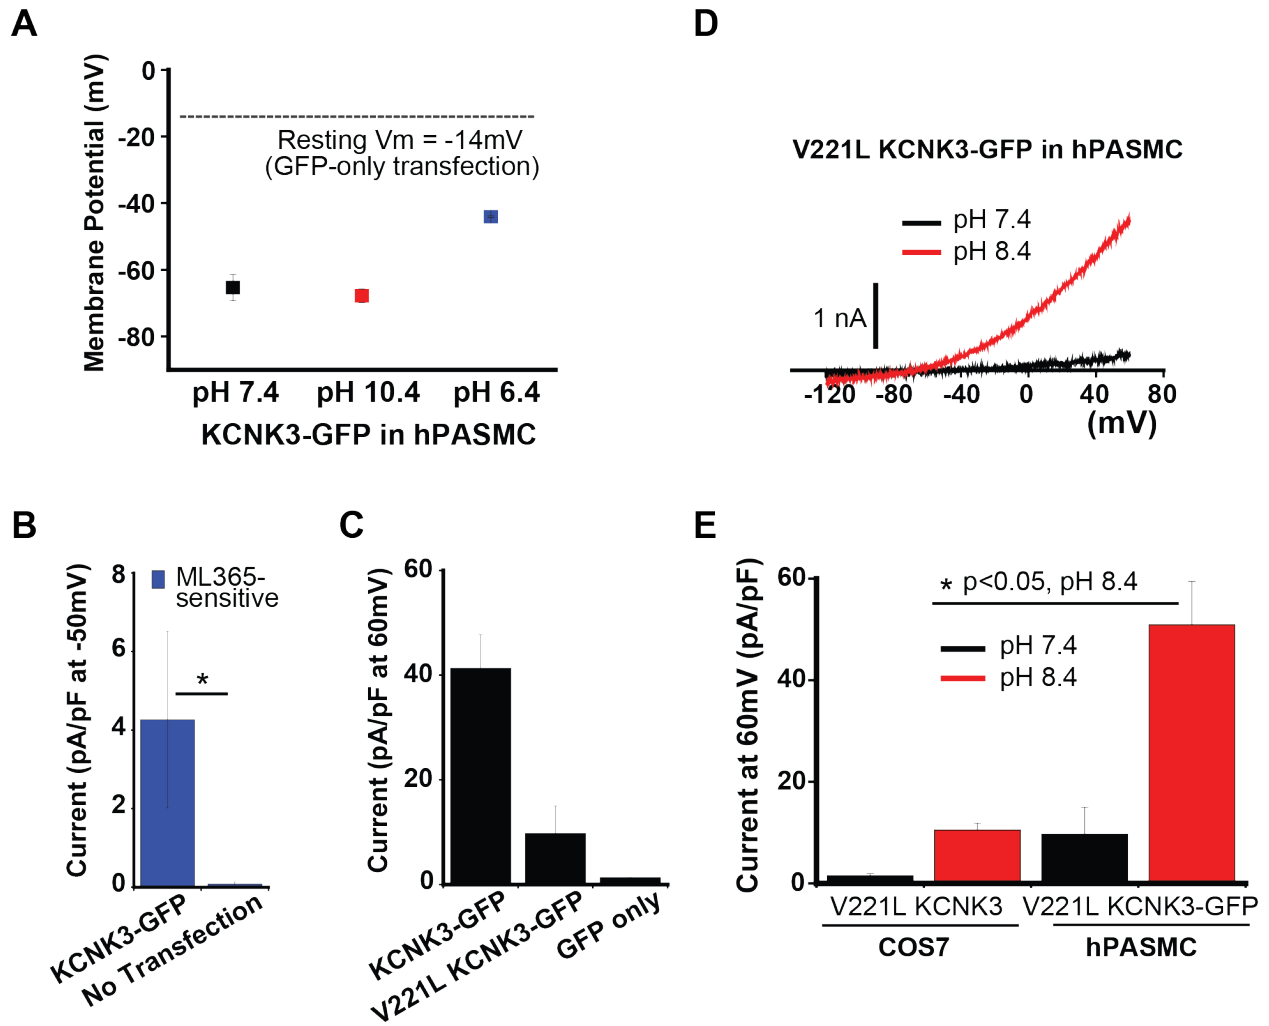 A
Membrane Potential (mV)
0
-20
-40
-60
-80
Resting Vm = -14mV
(GFP-only transfection)
pH 7.4
pH 10.4
pH 6.4
KCNK3-GFP in hPASMC
D
V221L KCNK3-GFP in hPASMC
pH 7.4
pH 8.4
1 nA
-120
-80
-40
0
40
80
(mV)
B
Current (pA/pF at -50mV)
8
6
4
2
0
ML365-
sensitive
*
KCNK3-GFP
No Transfection
C
Current (pA/pF at 60mV)
60
40
20
0
KCNK3-GFP
V221L KCNK3-GFP
GFP only
E
Current at 60mV (pA/pF)
60
40
20
0
* p<0.05, pH 8.4
pH 7.4
pH 8.4
V221L KCNK3
V221L KCNK3-GFP
COS7
hPASMC